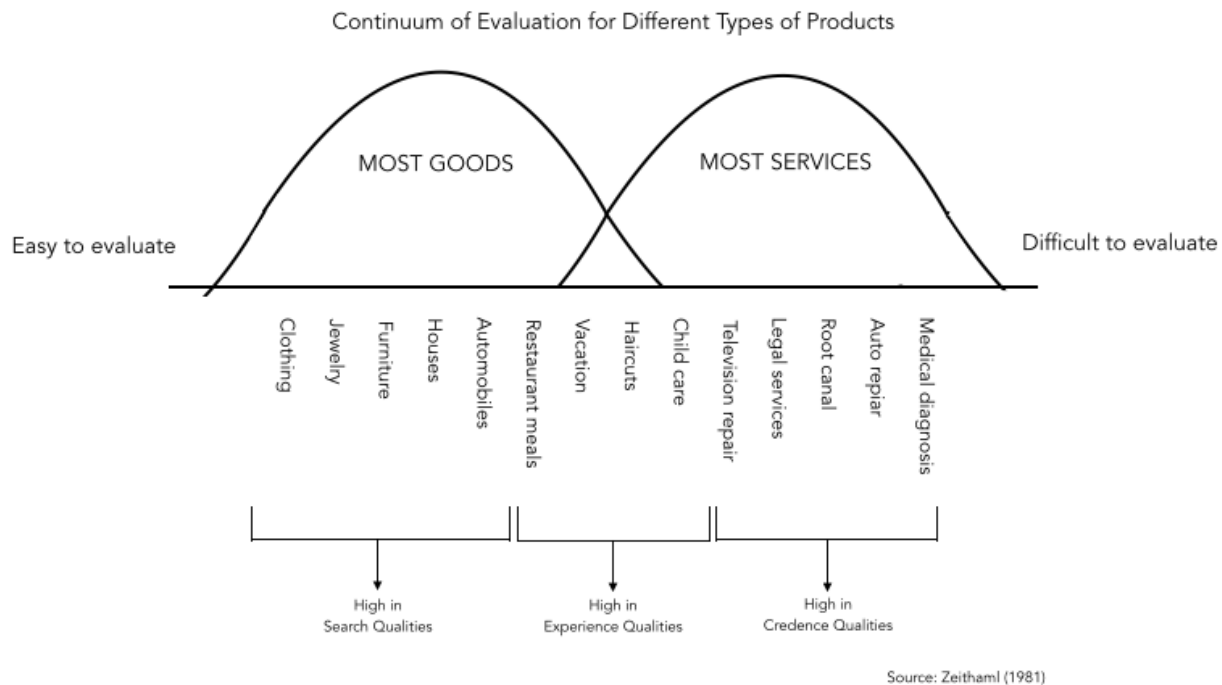 Continuum of Evaluation for Different Types of Products
MOST GOODS
MOST SERVICES
Easy to evaluate
Difficult to evaluate
Clothing
Jewelry
Furniture
Houses
Automobiles
Restaurant meals
Vacation
Haircuts
Child care
Television repair
Legal services
Root canal
Auto repiar
Medical diagnosis
High in
Search Qualities
High in
Experience Qualities
High in
Credence Qualities
Source: Zeithaml (1981)